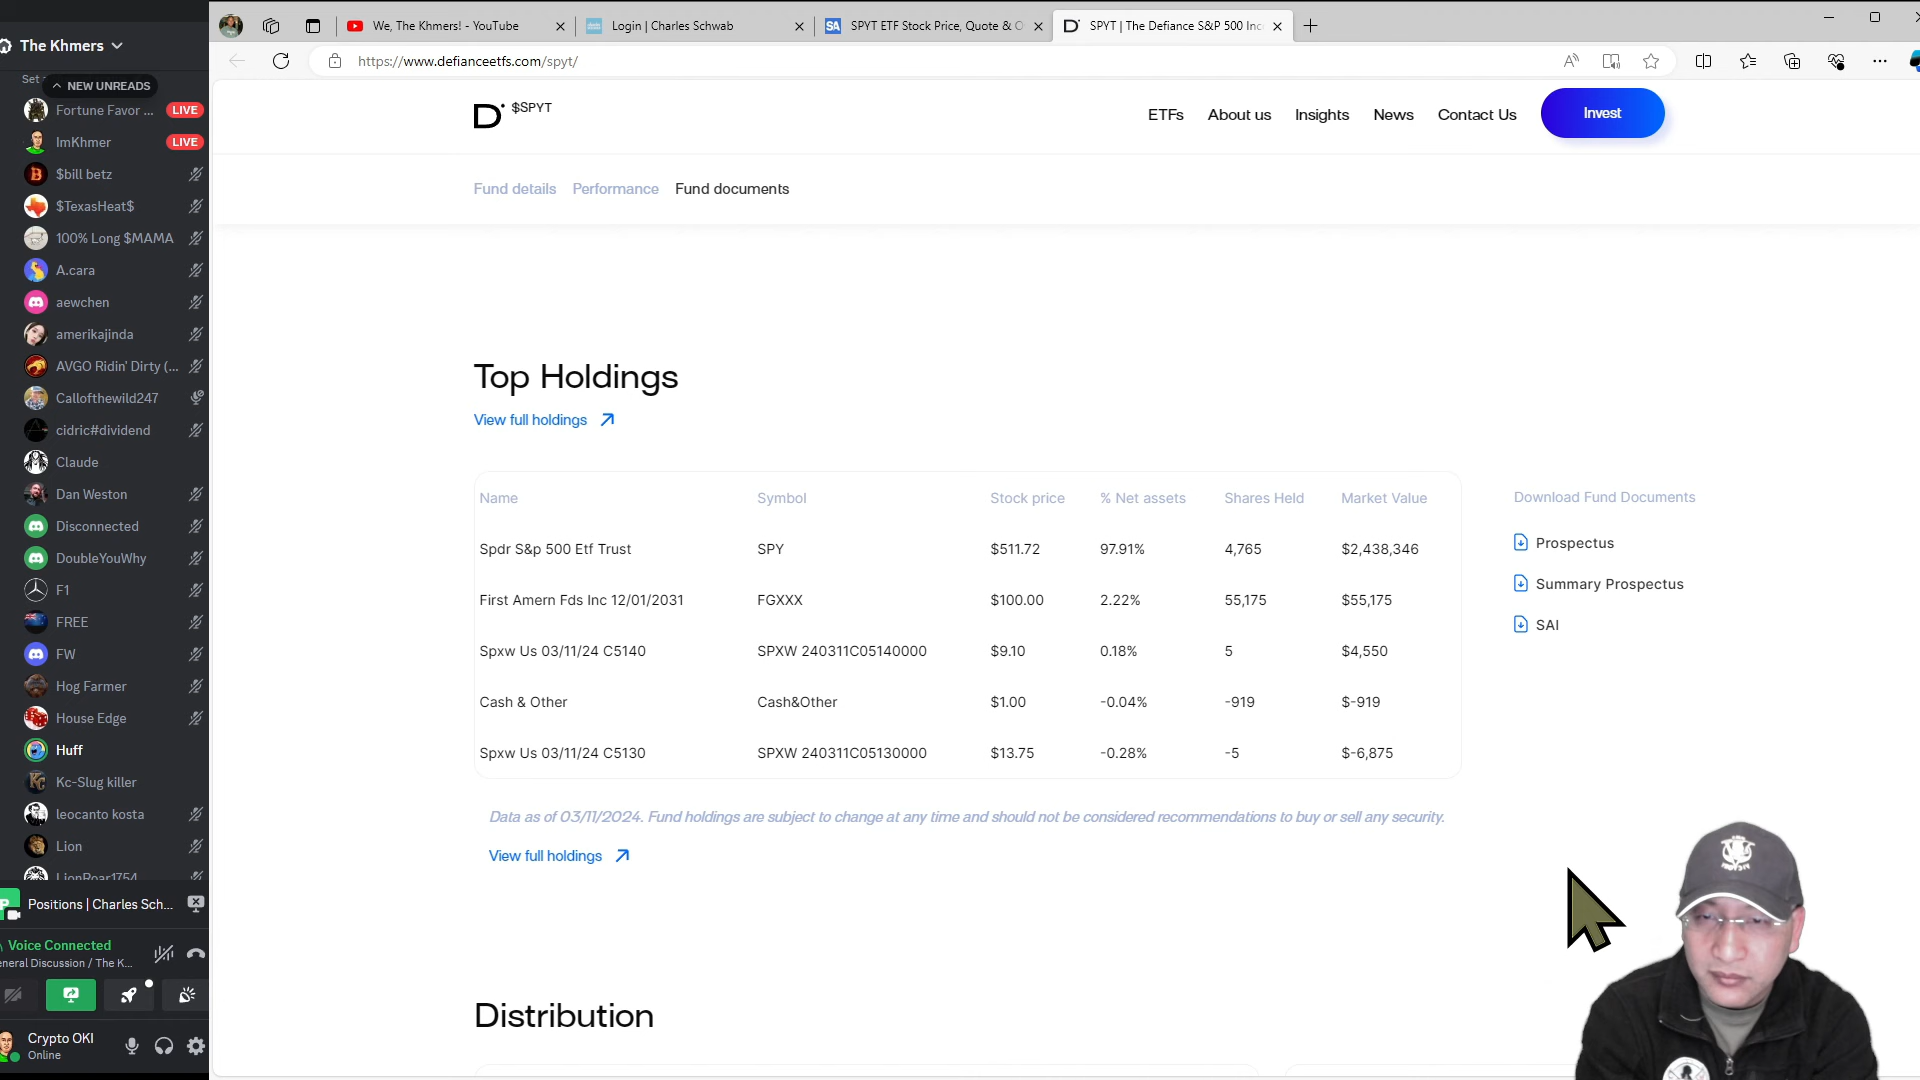 The Khmers
Set
NEW UNREADS
Fortune Favor ...
LIVE
ImKhmer
LIVE
$bill betz
$TexasHeat$
100% Long $MAMA
A.cara
aewchen
amerikajinda
AVGO Ridin' Dirty (...
Callofthewild247
cidric#dividend
Claude
Dan Weston
Disconnected
DoubleYouWhy
F1
FREE
FW
Hog Farmer
House Edge
Huff
Kc-Slug killer
leocanto kosta
Lion
LionRoar1754
Positions | Charles Sch...
Voice Connected
eneral Discussion / The K...
Crypto OKI
Online
We, The Khmers! - YouTube
Login | Charles Schwab
SA
SPYT ETF Stock Price, Quote & O
SPYT | The Defiance S&P 500 Inc
https://www.defianceetfs.com/spyt/
D $SPYT
ETFs
About us
Insights
News
Contact Us
Invest
Fund details
Performance
Fund documents
Top Holdings
View full holdings
Name Symbol Stock price % Net assets Shares Held Market Value
Spdr S&p 500 Etf Trust SPY $511.72 97.91% 4,765 $2,438,346
First Amern Fds Inc 12/01/2031 FGXXX $100.00 2.22% 55,175 $55,175
Spxw Us 03/11/24 C5140 SPXW 240311C05140000 $9.10 0.18% 5 $4,550
Cash & Other Cash&Other $1.00 -0.04% -919 $-919
Spxw Us 03/11/24 C5130 SPXW 240311C05130000 $13.75 -0.28% -5 $-6,875
Data as of 03/11/2024. Fund holdings are subject to change at any time and should not be considered recommendations to buy or sell any security.
View full holdings
Download Fund Documents
Prospectus
Summary Prospectus
SAI
Distribution